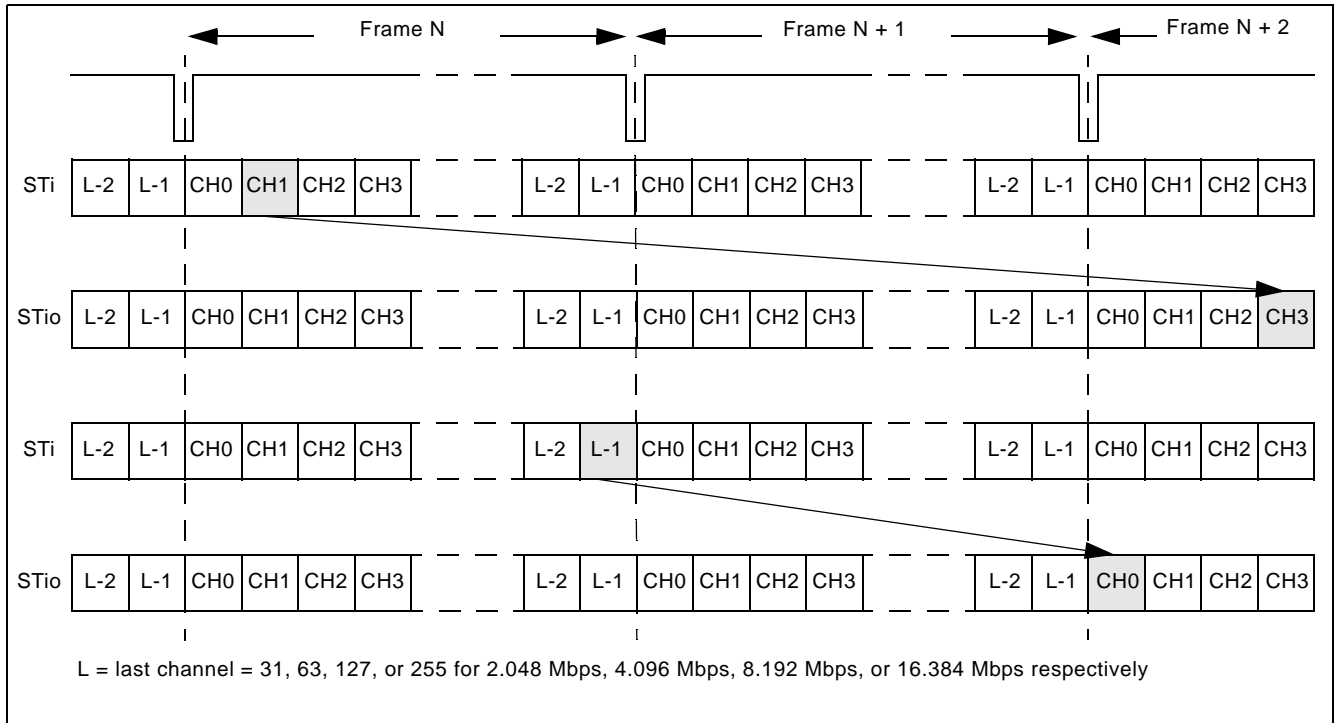 Frame N Frame N + 1 Frame N + 2
STi L-2 L-1 CH0 CH1 CH2 CH3 L-2 L-1 CH0 CH1 CH2 CH3 L-2 L-1 CH0 CH1 CH2 CH3
STio L-2 L-1 CH0 CH1 CH2 CH3 L-2 L-1 CH0 CH1 CH2 CH3 L-2 L-1 CH0 CH1 CH2 CH3
STi L-2 L-1 CH0 CH1 CH2 CH3 L-2 L-1 CH0 CH1 CH2 CH3 L-2 L-1 CH0 CH1 CH2 CH3
STio L-2 L-1 CH0 CH1 CH2 CH3 L-2 L-1 CH0 CH1 CH2 CH3 L-2 L-1 CH0 CH1 CH2 CH3
L = last channel = 31, 63, 127, or 255 for 2.048 Mbps, 4.096 Mbps, 8.192 Mbps, or 16.384 Mbps respectively